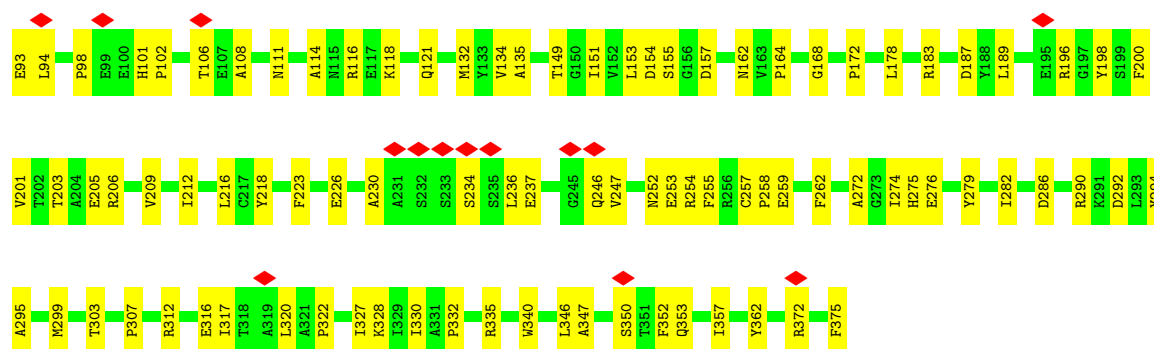 E93 L94 P98 E99 E100 H101 P102 T106 E107 A108 N111 A114 N115 R116 E117 K118 Q121 M132 Y133 V134 A135 T149 G150 I151 V152 L153 D154 S155 G156 D157 N162 V163 P164 G168 P172 L178 R183 D187 Y188 L189 E195 R196 G197 Y198 S199 F200
V201 T202 T203 A204 E205 R206 V209 I212 L216 C217 Y218 F223 E226 A230 A231 S232 S233 S234 S235 L236 E237 G245 Q246 V247 N252 E253 R254 F255 R256 C257 P258 E259 F262 A272 G273 I274 H275 E276 Y279 I282 D286 R290 K291 D292 L293
A295 M299 T303 P307 R312 E316 I317 T318 A319 L320 A321 P322 I327 K328 I329 I330 A331 P332 R335 W340 L346 A347 S350 T351 F352 Q353 I357 Y362 R372 F375